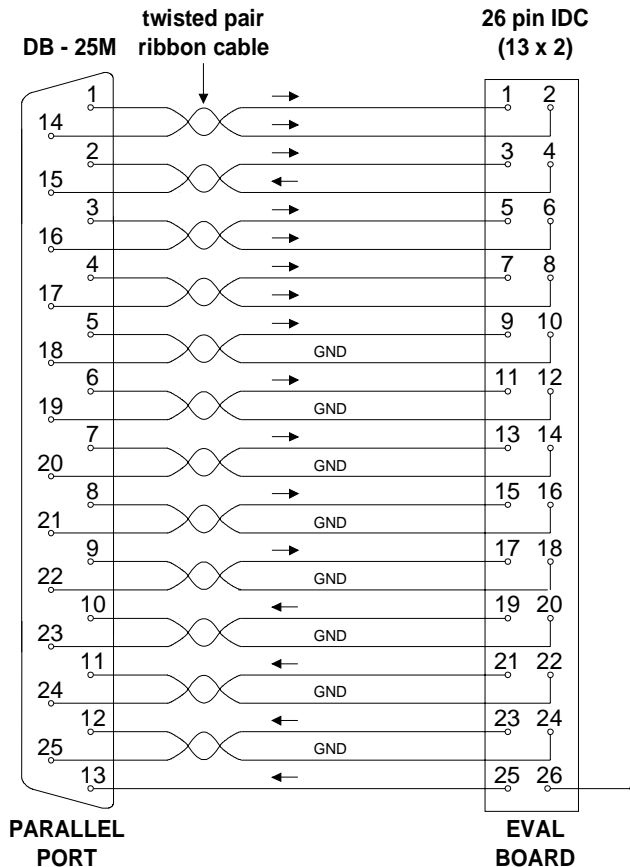 twisted pair
ribbon cable
DB - 25M
26 pin IDC
(13 x 2)
1 1 2
14
2 3 4
15
3 5 6
16
4 7 8
17
5 9 10
18 GND
6 11 12
19 GND
7 13 14
20 GND
8 15 16
21 GND
9 17 18
22 GND
10 19 20
23 GND
11 21 22
24 GND
12 23 24
25 GND
13 25 26
PARALLEL
PORT
EVAL
BOARD